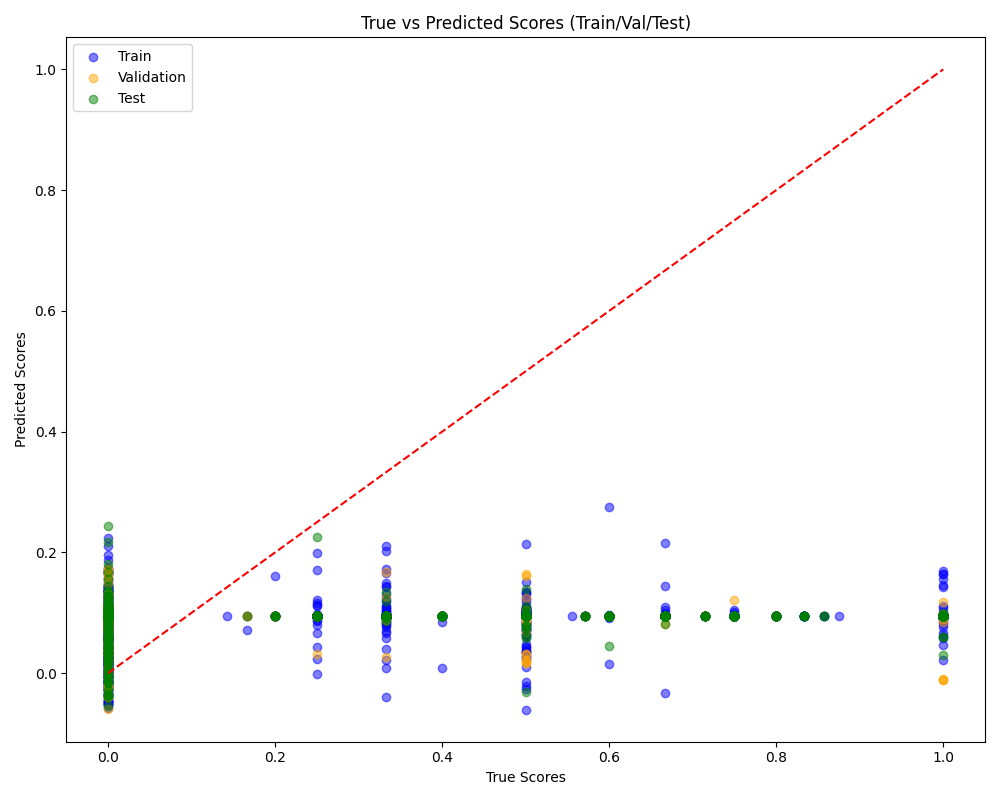 True vs Predicted Scores (Train/Val/Test)
Train
Validation
Test
1.0
0.8
0.6
0.4
0.2
0.0
Predicted Scores
0.0 0.2 0.4 0.6 0.8 1.0
True Scores